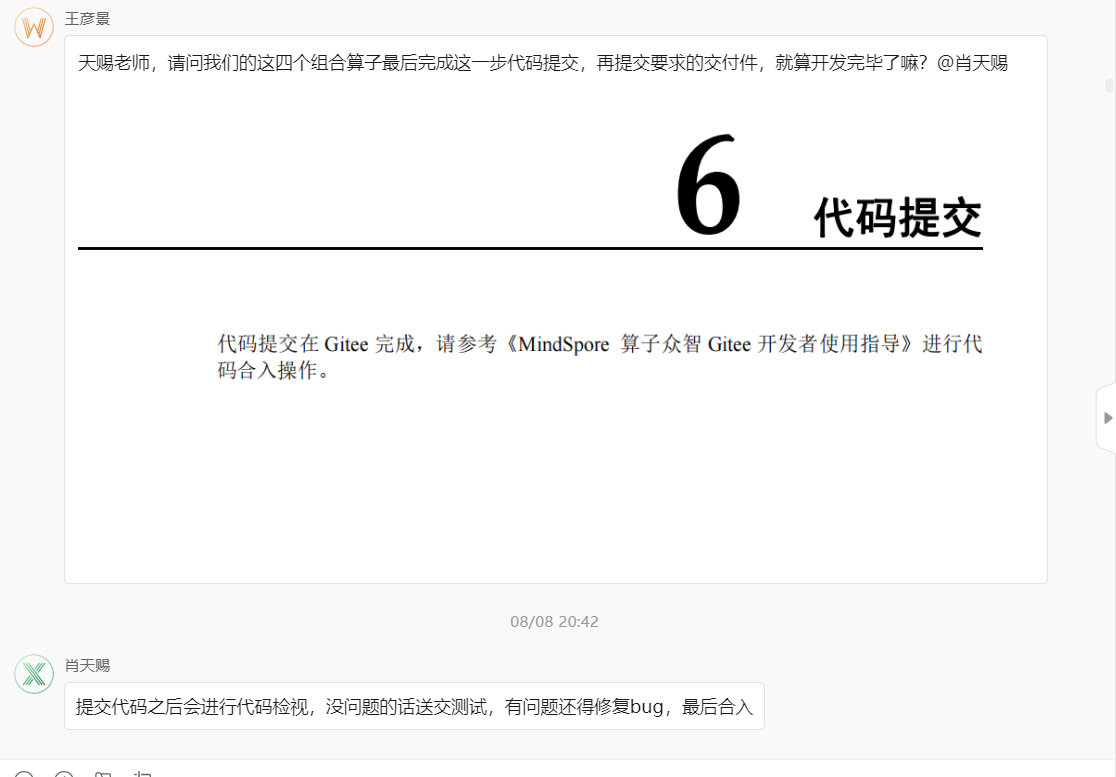 王彦景
天赐老师，请问我们的这四个组合算子最后完成这一步代码提交，再提交要求的交付件，就算开发完毕了嘛？@肖天赐
6 代码提交
代码提交在 Gitee 完成，请参考《MindSpore 算子众智 Gitee 开发者使用指导》进行代
码合入操作。
08/08 20:42
肖天赐
提交代码之后会进行代码检视，没问题的话送交测试，有问题还得修复bug，最后合入